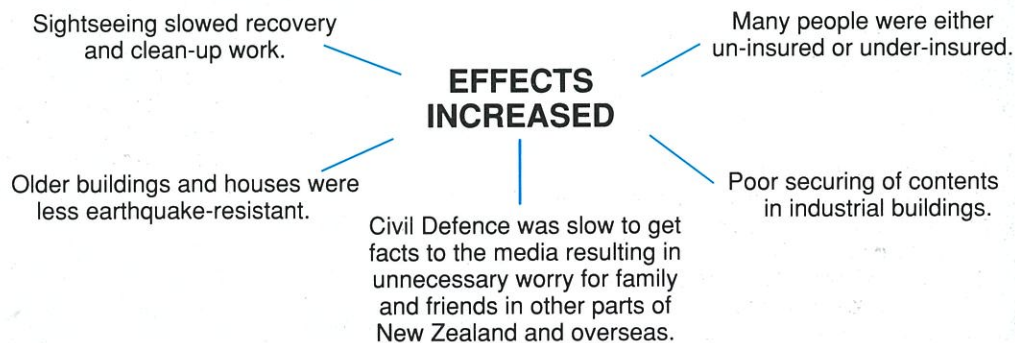 Sightseeing slowed recovery
and clean-up work.
Many people were either
un-insured or under-insured.
EFFECTS
INCREASED
Older buildings and houses were
less earthquake-resistant.
Civil Defence was slow to get
facts to the media resulting in
unnecessary worry for family
and friends in other parts of
New Zealand and overseas.
Poor securing of contents
in industrial buildings.